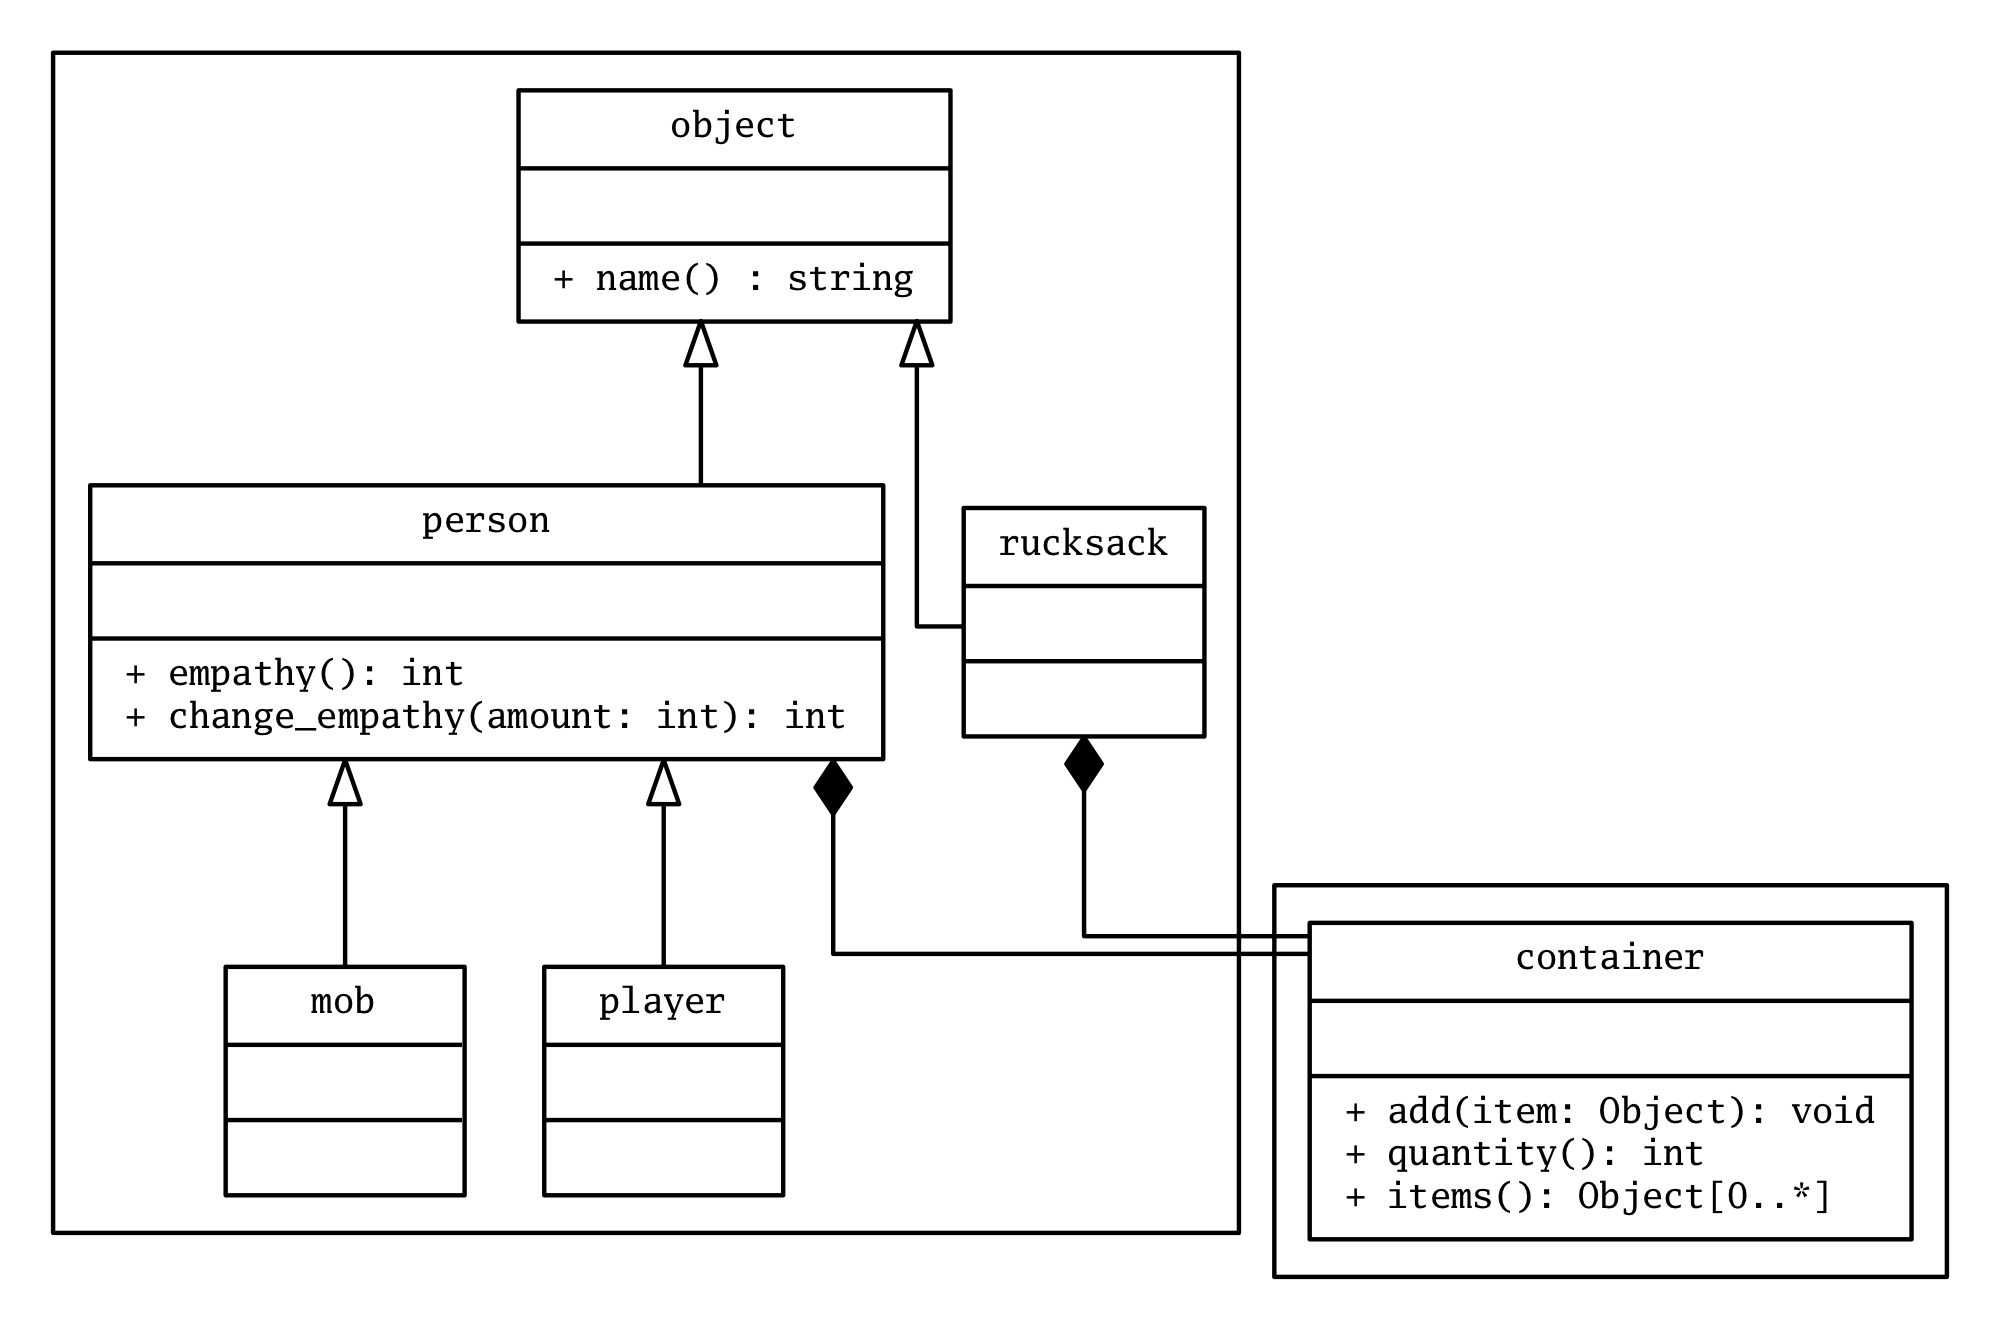 object
+ name() : string
person
+ empathy(): int
+ change_empathy(amount: int): int
rucksack
mob
player
container
+ add(item: Object): void
+ quantity(): int
+ items(): Object[0..*]